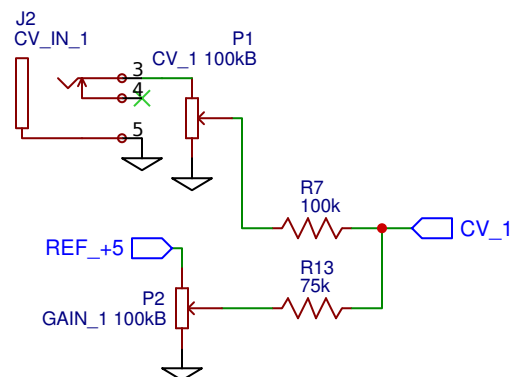 J2
CV_IN_1
P1
CV_1 100kB
3
4
5
R7
100k
CV_1
REF_+5
R13
75k
P2
GAIN_1 100kB